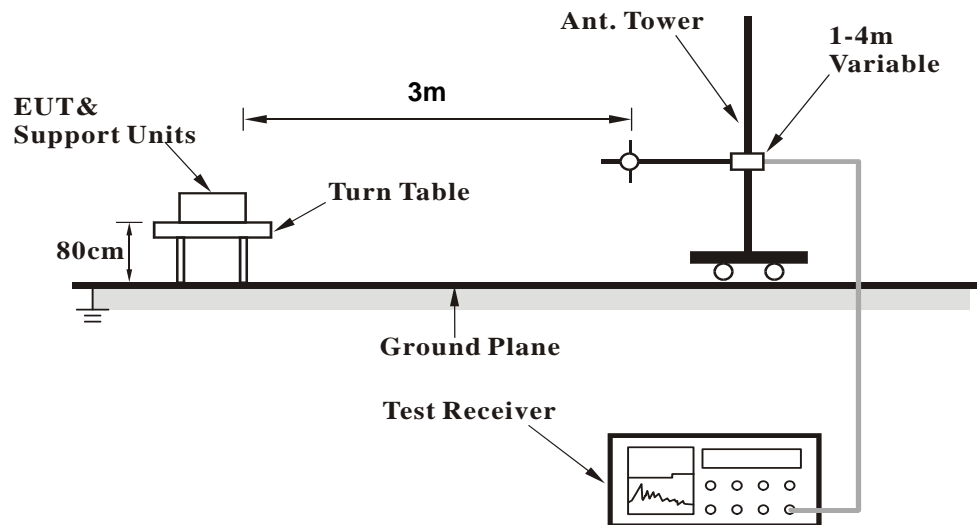 Ant. Tower
1-4m
Variable
3m
EUT&
Support Units
Turn Table
80cm
Ground Plane
Test Receiver